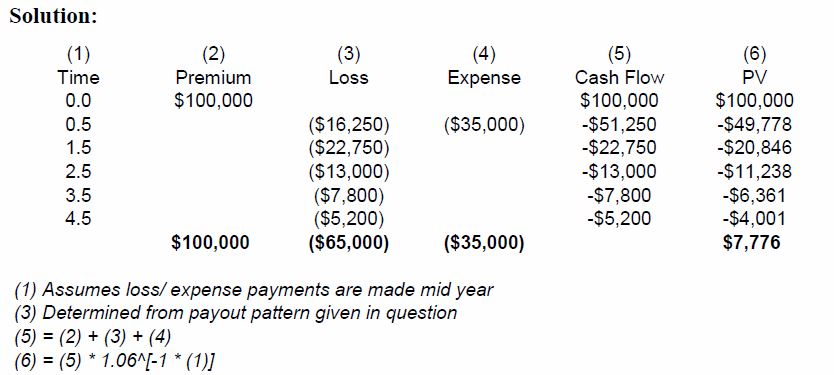 Solution:
(1) (2) (3) (4) (5) (6)
Time Premium Loss Expense Cash Flow PV
0.0 $100,000 $100,000 $100,000
0.5 ($16,250) ($35,000) -$51,250 -$49,778
1.5 ($22,750) -$22,750 -$20,846
2.5 ($13,000) -$13,000 -$11,238
3.5 ($7,800) -$7,800 -$6,361
4.5 ($5,200) -$5,200 -$4,001
$100,000 ($65,000) ($35,000) $7,776
(1) Assumes loss/ expense payments are made mid year
(3) Determined from payout pattern given in question
(5) = (2) + (3) + (4)
(6) = (5) * 1.06^[-1 * (1)]